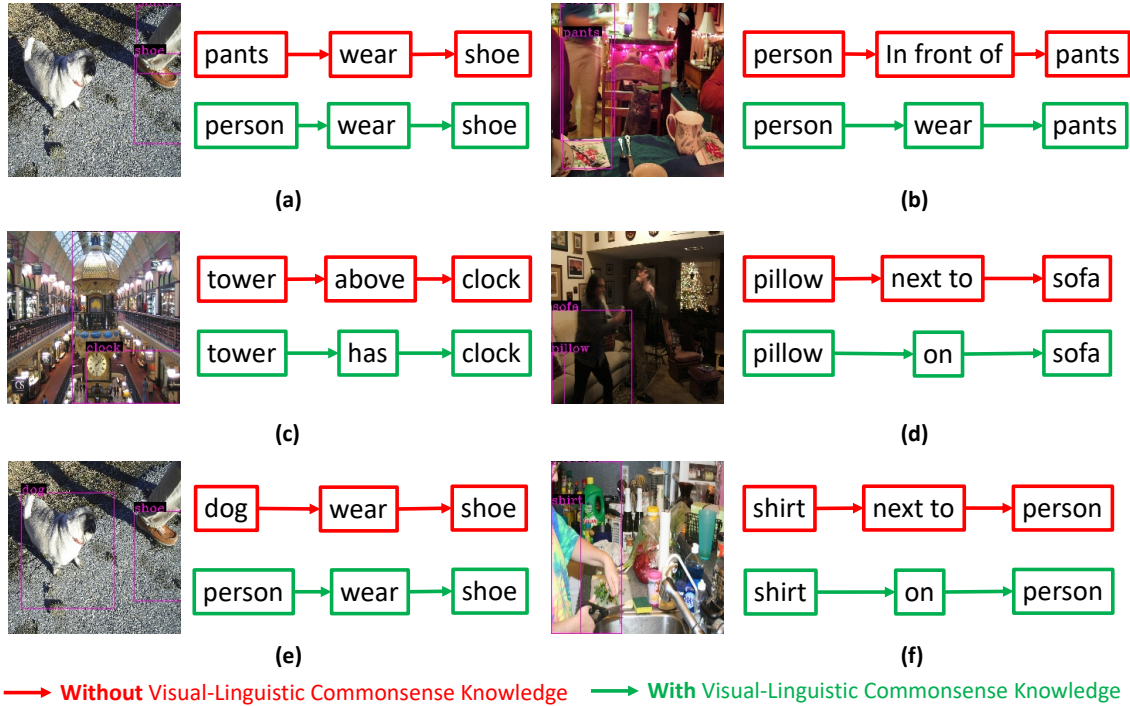 shoe
pants → wear → shoe
person → wear → shoe
(a)
pants
person → In front of → pants
person → wear → pants
(b)
clock
tower → above → clock
tower → has → clock
(c)
sofa
pillow
pillow → next to → sofa
pillow → on → sofa
(d)
dog
shoe
dog → wear → shoe
person → wear → shoe
(e)
shirt
shirt → next to → person
shirt → on → person
(f)
→ Without Visual-Linguistic Commonsense Knowledge
→ With Visual-Linguistic Commonsense Knowledge